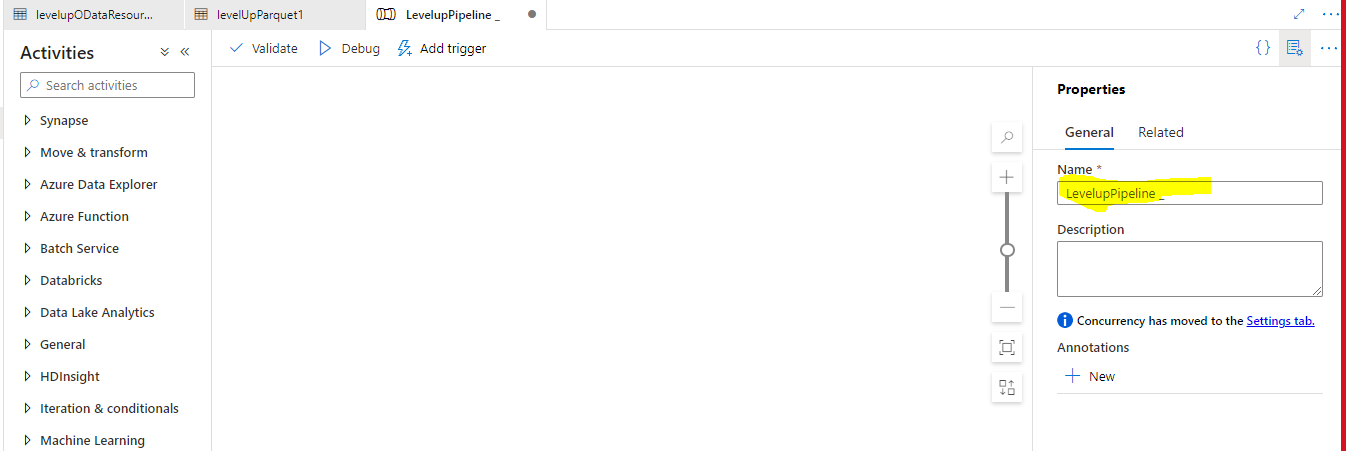 levelupODataResour...
levelUpParquet1
LevelupPipeline _
Activities
Validate
Debug
Add trigger
{}
Search activities
Synapse
Move & transform
Azure Data Explorer
Azure Function
Batch Service
Databricks
Data Lake Analytics
General
HDInsight
Iteration & conditionals
Machine Learning
Properties
General
Related
Name *
LevelupPipeline _
Description
Concurrency has moved to the Settings tab.
Annotations
New